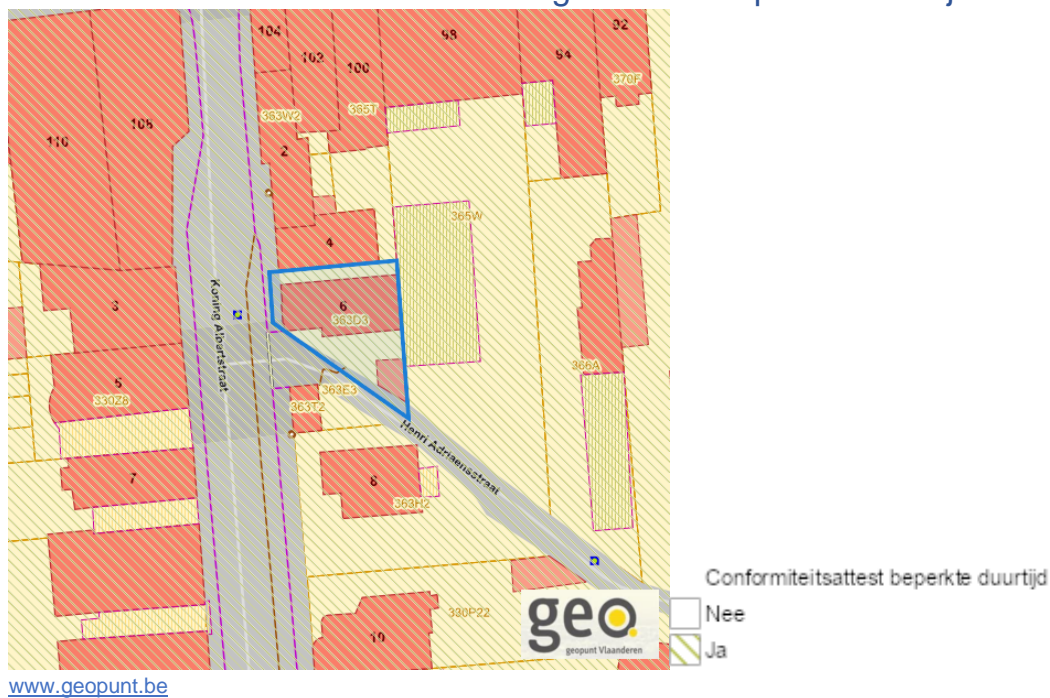 104
102
100
98
94
92
370F
363W2
365T
110
108
2
365W
4
3
Koning Albertstraat
6
363D3
366A
5
330Z8
363E3
363T2
Henri Adriaensstraat
7
8
363H2
330P22
10
geo.
geopunt Vlaanderen
Conformiteitsattest beperkte duurtijd
Nee
Ja
www.geopunt.be